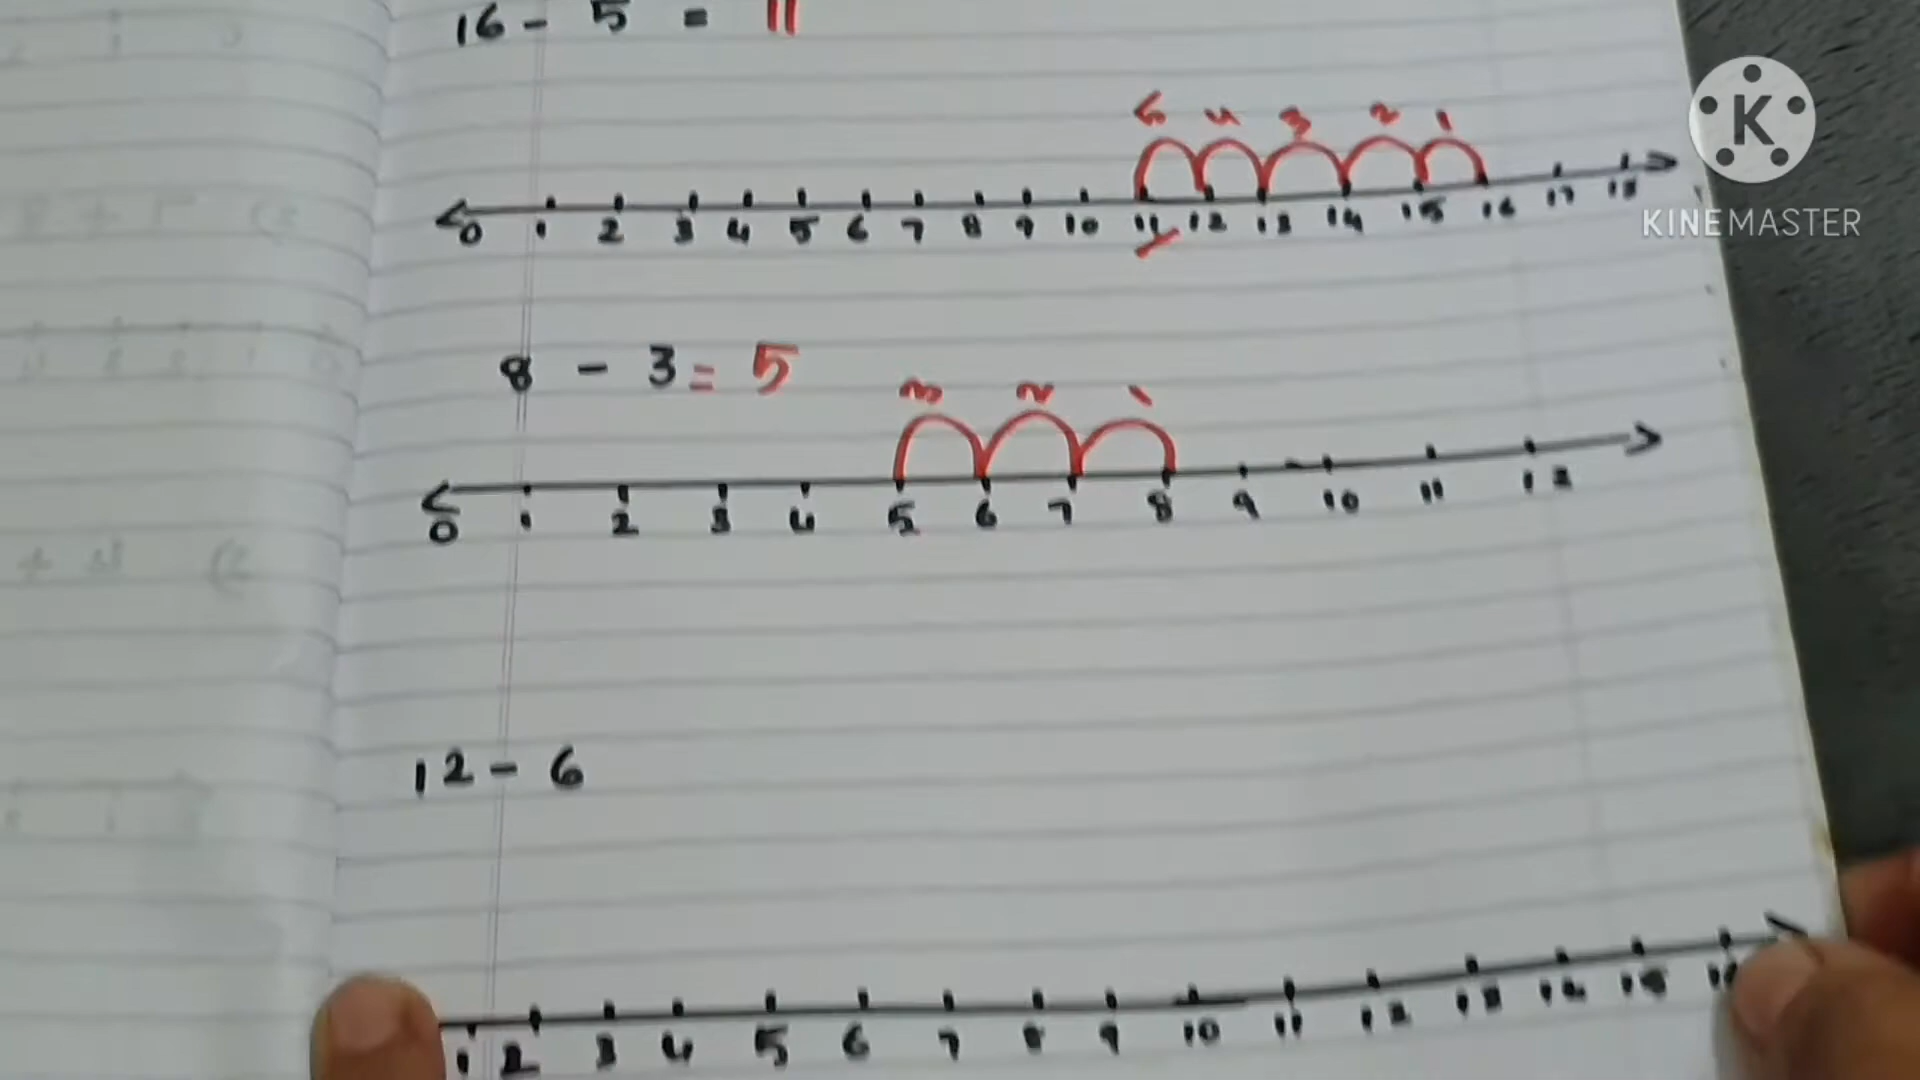 16 - 5 = 11
5 4 3 2 1
0 1 2 3 4 5 6 7 8 9 10 11 12 13 14 15 16 17 18
K
KINEMASTER
8 - 3 = 5
3 2 1
0 1 2 3 4 5 6 7 8 9 10 11 12
12 - 6
1 2 3 4 5 6 7 8 9 10 11 12 13 14 15 16